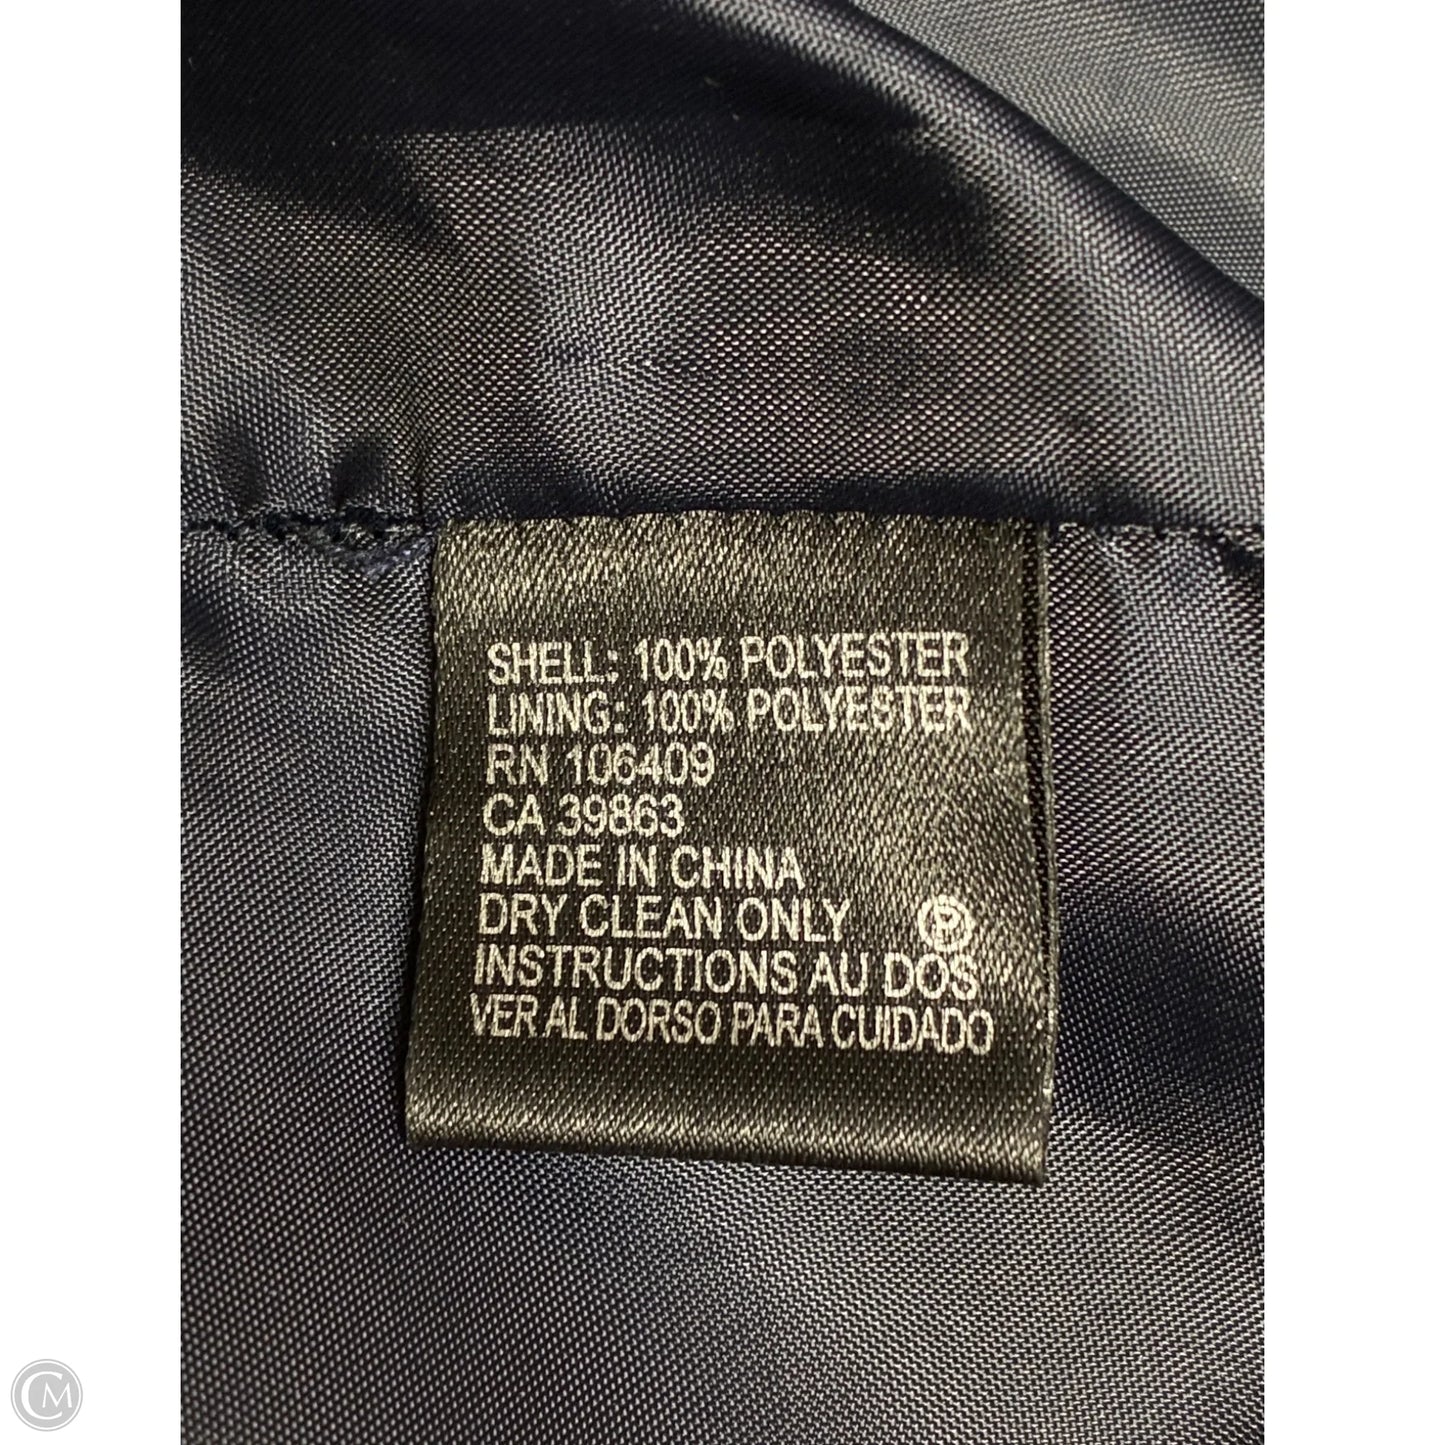 SHELL: 100% POLYESTER
LINING: 100% POLYESTER
RN 106409
CA 39863
MADE IN CHINA
DRY CLEAN ONLY Ⓟ
INSTRUCTIONS AU DOS
VER AL DORSO PARA CUIDADO
CM